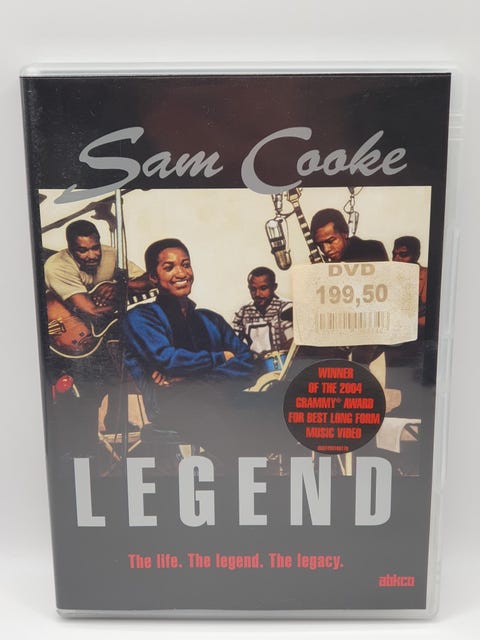 Sam Cooke
DVD
199,50
WINNER
OF THE 2004
GRAMMY® AWARD
FOR BEST LONG FORM
MUSIC VIDEO
LEGEND
The life. The legend. The legacy.
abkco